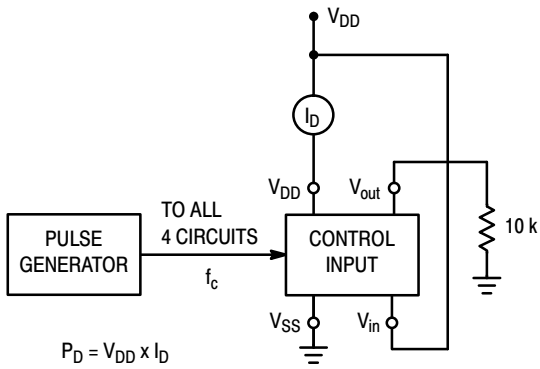 V_DD
I_D
V_DD
V_out
TO ALL
4 CIRCUITS
10 k
PULSE
GENERATOR
CONTROL
INPUT
f_c
V_SS
V_in
P_D = V_DD x I_D